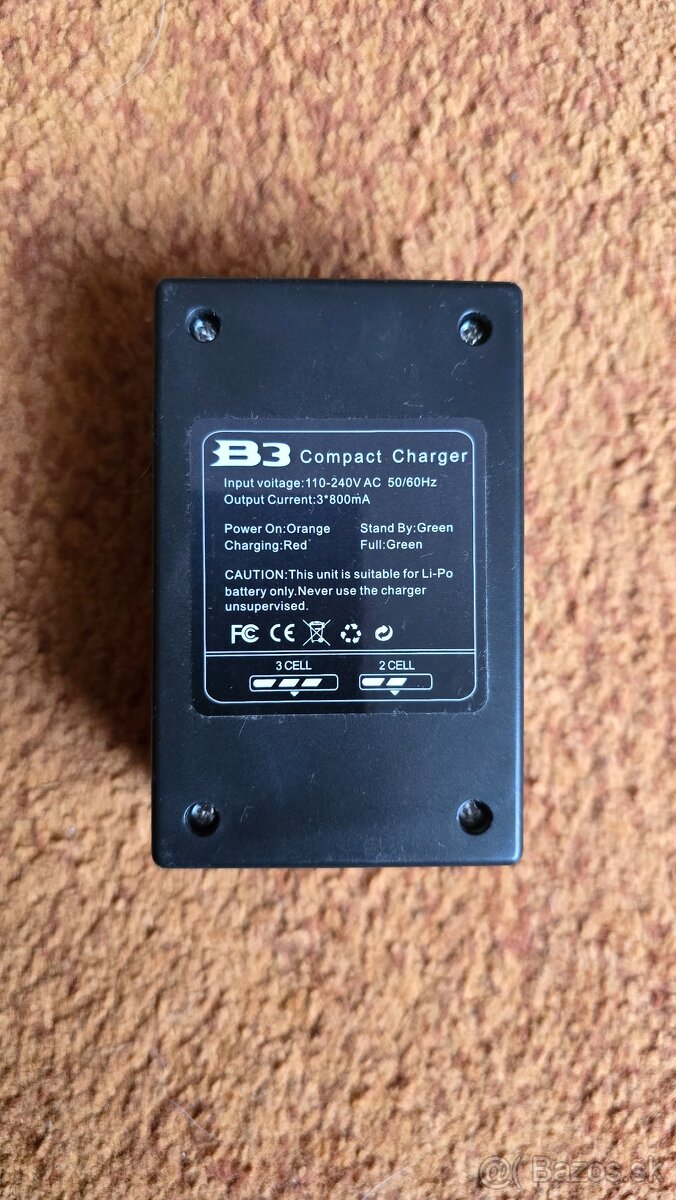 B3 Compact Charger
Input voitage:110-240V AC 50/60Hz
Output Current:3*800mA
Power On:Orange Stand By:Green
Charging:Red Full:Green
CAUTION:This unit is suitable for Li-Po
battery only.Never use the charger
unsupervised.
FC CE
3 CELL 2 CELL
@( Bazos.sk